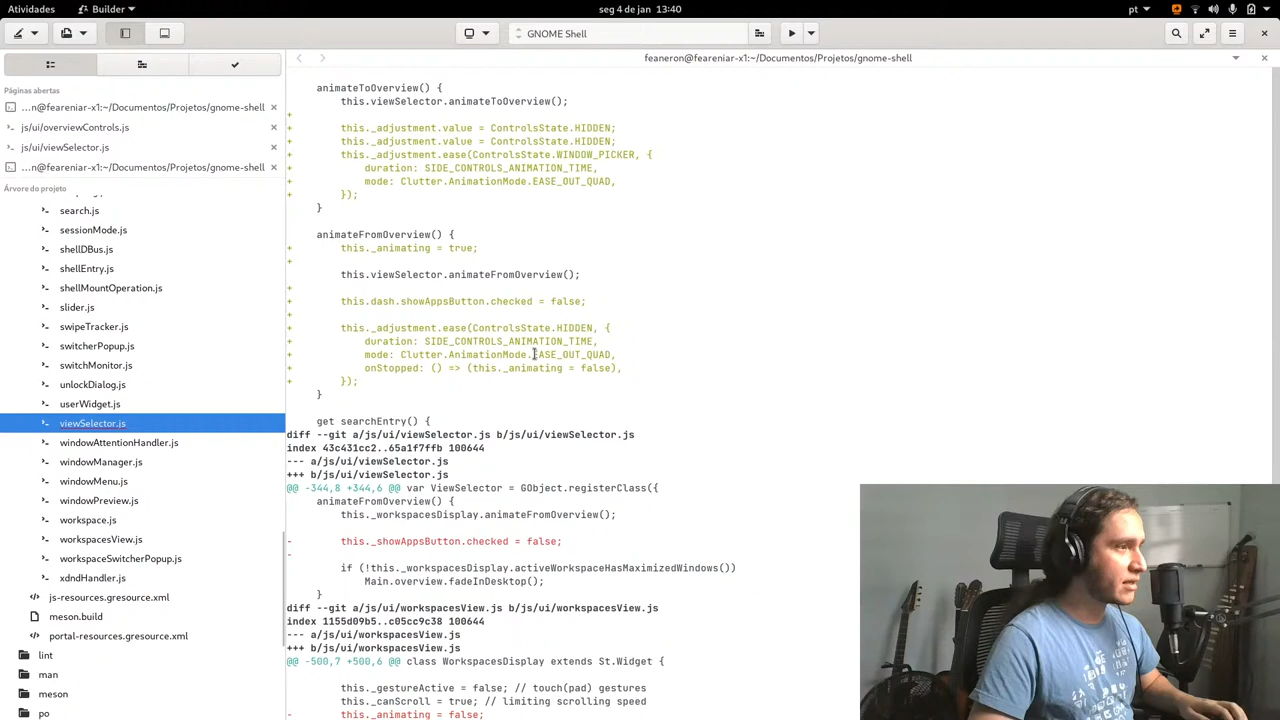 Atividades
Builder
seg 4 de jan 13:40
pt
GNOME Shell
feaneron@feareniar-x1:~/Documentos/Projetos/gnome-shell
Páginas abertas
…n@feareniar-x1:~/Documentos/Projetos/gnome-shell
js/ui/overviewControls.js
js/ui/viewSelector.js
…n@feareniar-x1:~/Documentos/Projetos/gnome-shell
Árvore do projeto
search.js
sessionMode.js
shellDBus.js
shellEntry.js
shellMountOperation.js
slider.js
swipeTracker.js
switcherPopup.js
switchMonitor.js
unlockDialog.js
userWidget.js
viewSelector.js
windowAttentionHandler.js
windowManager.js
windowMenu.js
windowPreview.js
workspace.js
workspacesView.js
workspaceSwitcherPopup.js
xdndHandler.js
js-resources.gresource.xml
meson.build
portal-resources.gresource.xml
lint
man
meson
po
animateToOverview() {
this.viewSelector.animateToOverview();
+
+ this._adjustment.value = ControlsState.HIDDEN;
+ this._adjustment.value = ControlsState.HIDDEN;
+ this._adjustment.ease(ControlsState.WINDOW_PICKER, {
+ duration: SIDE_CONTROLS_ANIMATION_TIME,
+ mode: Clutter.AnimationMode.EASE_OUT_QUAD,
+ });
}
animateFromOverview() {
+ this._animating = true;
+
this.viewSelector.animateFromOverview();
+
+ this.dash.showAppsButton.checked = false;
+
+ this._adjustment.ease(ControlsState.HIDDEN, {
+ duration: SIDE_CONTROLS_ANIMATION_TIME,
+ mode: Clutter.AnimationMode.EASE_OUT_QUAD,
+ onStopped: () => (this._animating = false),
+ });
}
get searchEntry() {
diff --git a/js/ui/viewSelector.js b/js/ui/viewSelector.js
index 43c431cc2..65a1f7ffb 100644
--- a/js/ui/viewSelector.js
+++ b/js/ui/viewSelector.js
@@ -344,8 +344,6 @@ var ViewSelector = GObject.registerClass({
animateFromOverview() {
this._workspacesDisplay.animateFromOverview();
- this._showAppsButton.checked = false;
-
if (!this._workspacesDisplay.activeWorkspaceHasMaximizedWindows())
Main.overview.fadeInDesktop();
}
diff --git a/js/ui/workspacesView.js b/js/ui/workspacesView.js
index 1155d09b5..c05cc9c38 100644
--- a/js/ui/workspacesView.js
+++ b/js/ui/workspacesView.js
@@ -500,7 +500,6 @@ class WorkspacesDisplay extends St.Widget {
this._gestureActive = false; // touch(pad) gestures
this._canScroll = true; // limiting scrolling speed
- this._animating = false;